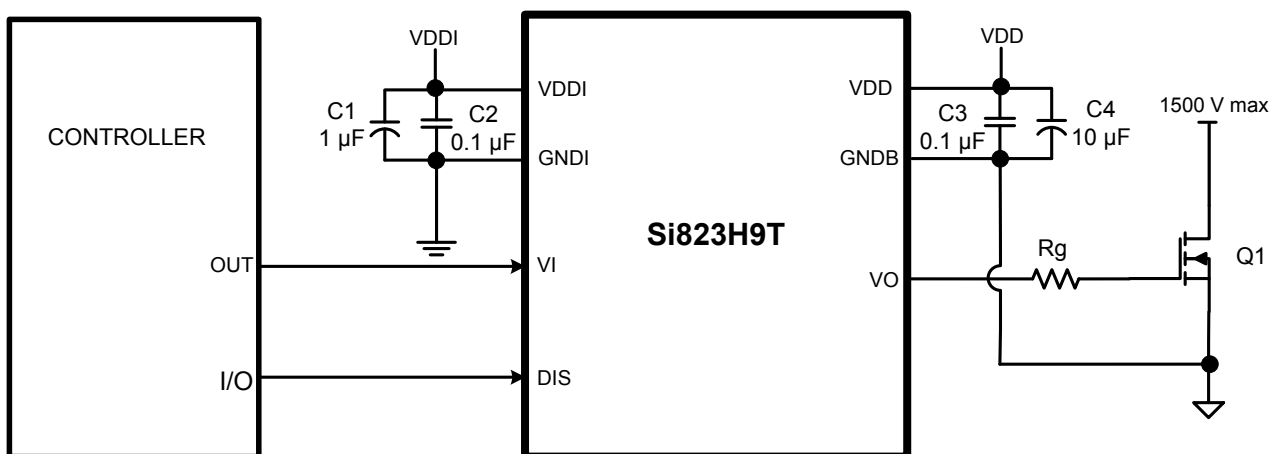 CONTROLLER
OUT
I/O
VDDI
C1
1 µF
C2
0.1 µF
VDDI
GNDI
VI
DIS
Si823H9T
VDD
GNDB
VO
VDD
C3
0.1 µF
C4
10 µF
1500 V max
Rg
Q1